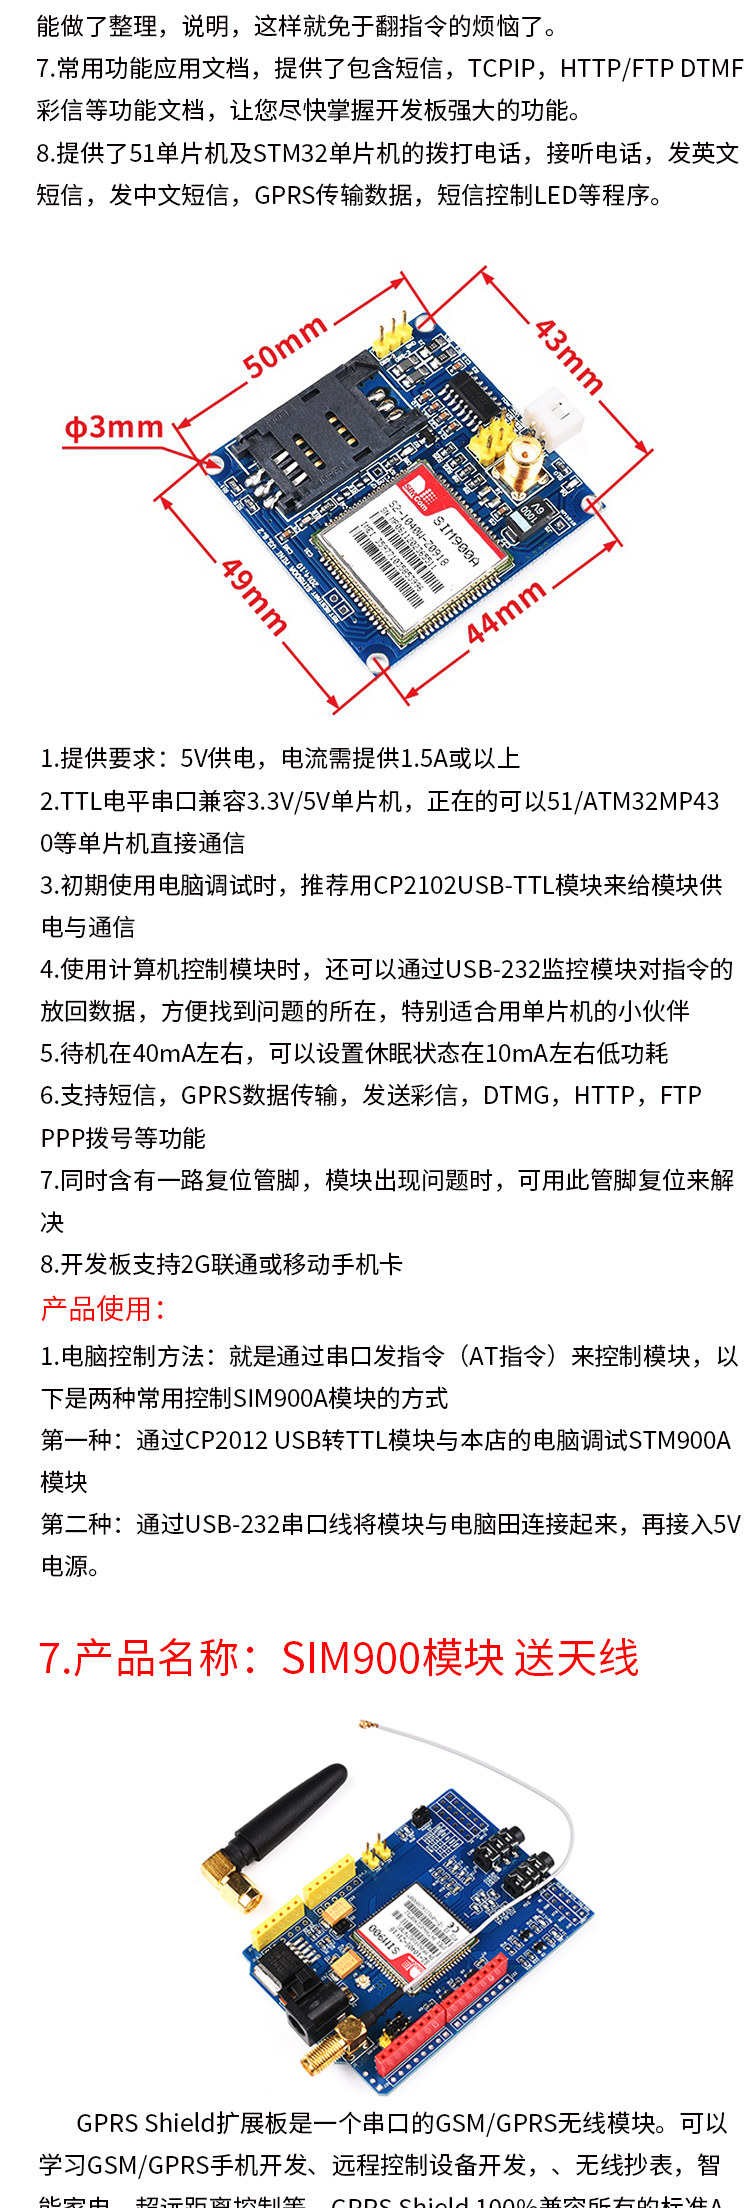 能做了整理，说明，这样就免于翻指令的烦恼了。
7.常用功能应用文档，提供了包含短信，TCPIP，HTTP/FTP DTMF
彩信等功能文档，让您尽快掌握开发板强大的功能。
8.提供了51单片机及STM32单片机的拨打电话，接听电话，发英文
短信，发中文短信，GPRS传输数据，短信控制LED等程序。
50mm
43mm
ф3mm
SIM900A
S2-1040V-Z0918
49mm
44mm
1.提供要求：5V供电，电流需提供1.5A或以上
2.TTL电平串口兼容3.3V/5V单片机，正在的可以51/ATM32MP43
0等单片机直接通信
3.初期使用电脑调试时，推荐用CP2102USB-TTL模块来给模块供
电与通信
4.使用计算机控制模块时，还可以通过USB-232监控模块对指令的
放回数据，方便找到问题的所在，特别适合用单片机的小伙伴
5.待机在40mA左右，可以设置休眠状态在10mA左右低功耗
6.支持短信，GPRS数据传输，发送彩信，DTMG，HTTP，FTP
PPP拨号等功能
7.同时含有一路复位管脚，模块出现问题时，可用此管脚复位来解
决
8.开发板支持2G联通或移动手机卡
产品使用：
1.电脑控制方法：就是通过串口发指令（AT指令）来控制模块，以
下是两种常用控制SIM900A模块的方式
第一种：通过CP2012 USB转TTL模块与本店的电脑调试STM900A
模块
第二种：通过USB-232串口线将模块与电脑田连接起来，再接入5V
电源。
7.产品名称：SIM900模块 送天线
SIM900
GPRS Shield扩展板是一个串口的GSM/GPRS无线模块。可以
学习GSM/GPRS手机开发、远程控制设备开发，、无线抄表，智
能家电、超远距离控制等。GPRS Shield 100%兼容所有的标准A